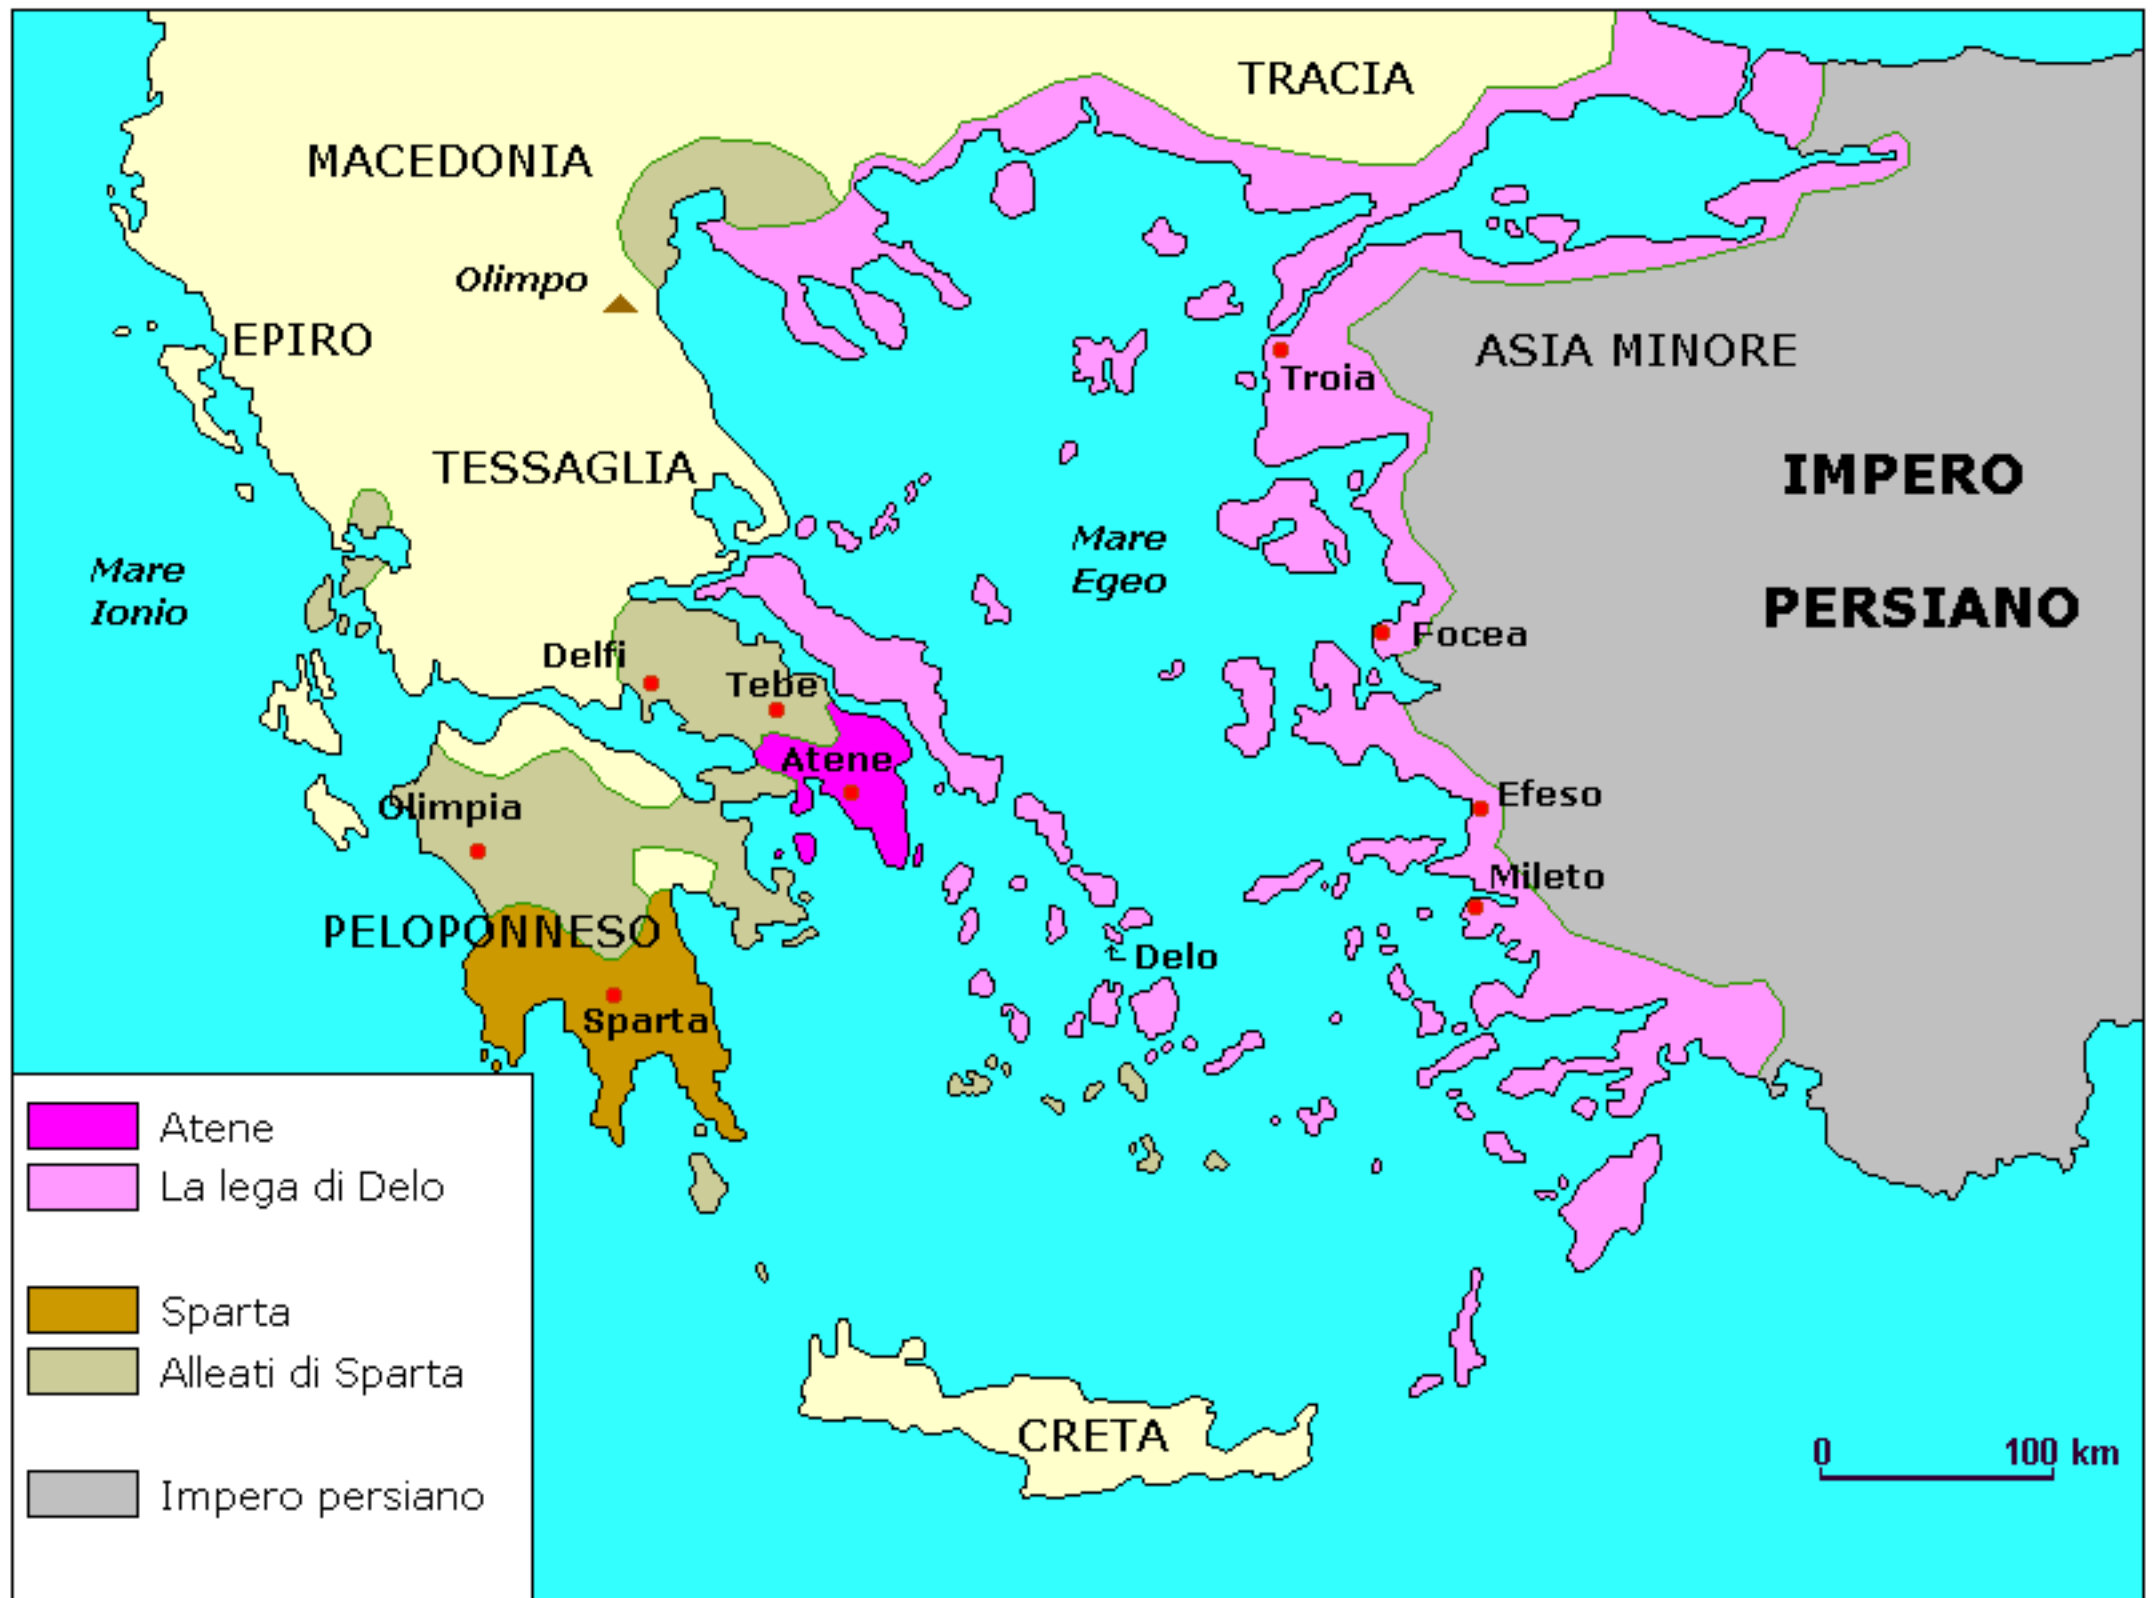 TRACIA
MACEDONIA
Olimpo
EPIRO
ASIA MINORE
Troia
TESSAGLIA
IMPERO
PERSIANO
Mare
Egeo
Mare
Ionio
Focea
Delfi
Tebe
Atene
Efeso
Olimpia
Mileto
PELOPONNESO
Delo
Sparta
Atene
La lega di Delo
Sparta
Alleati di Sparta
Impero persiano
CRETA
0 100 km